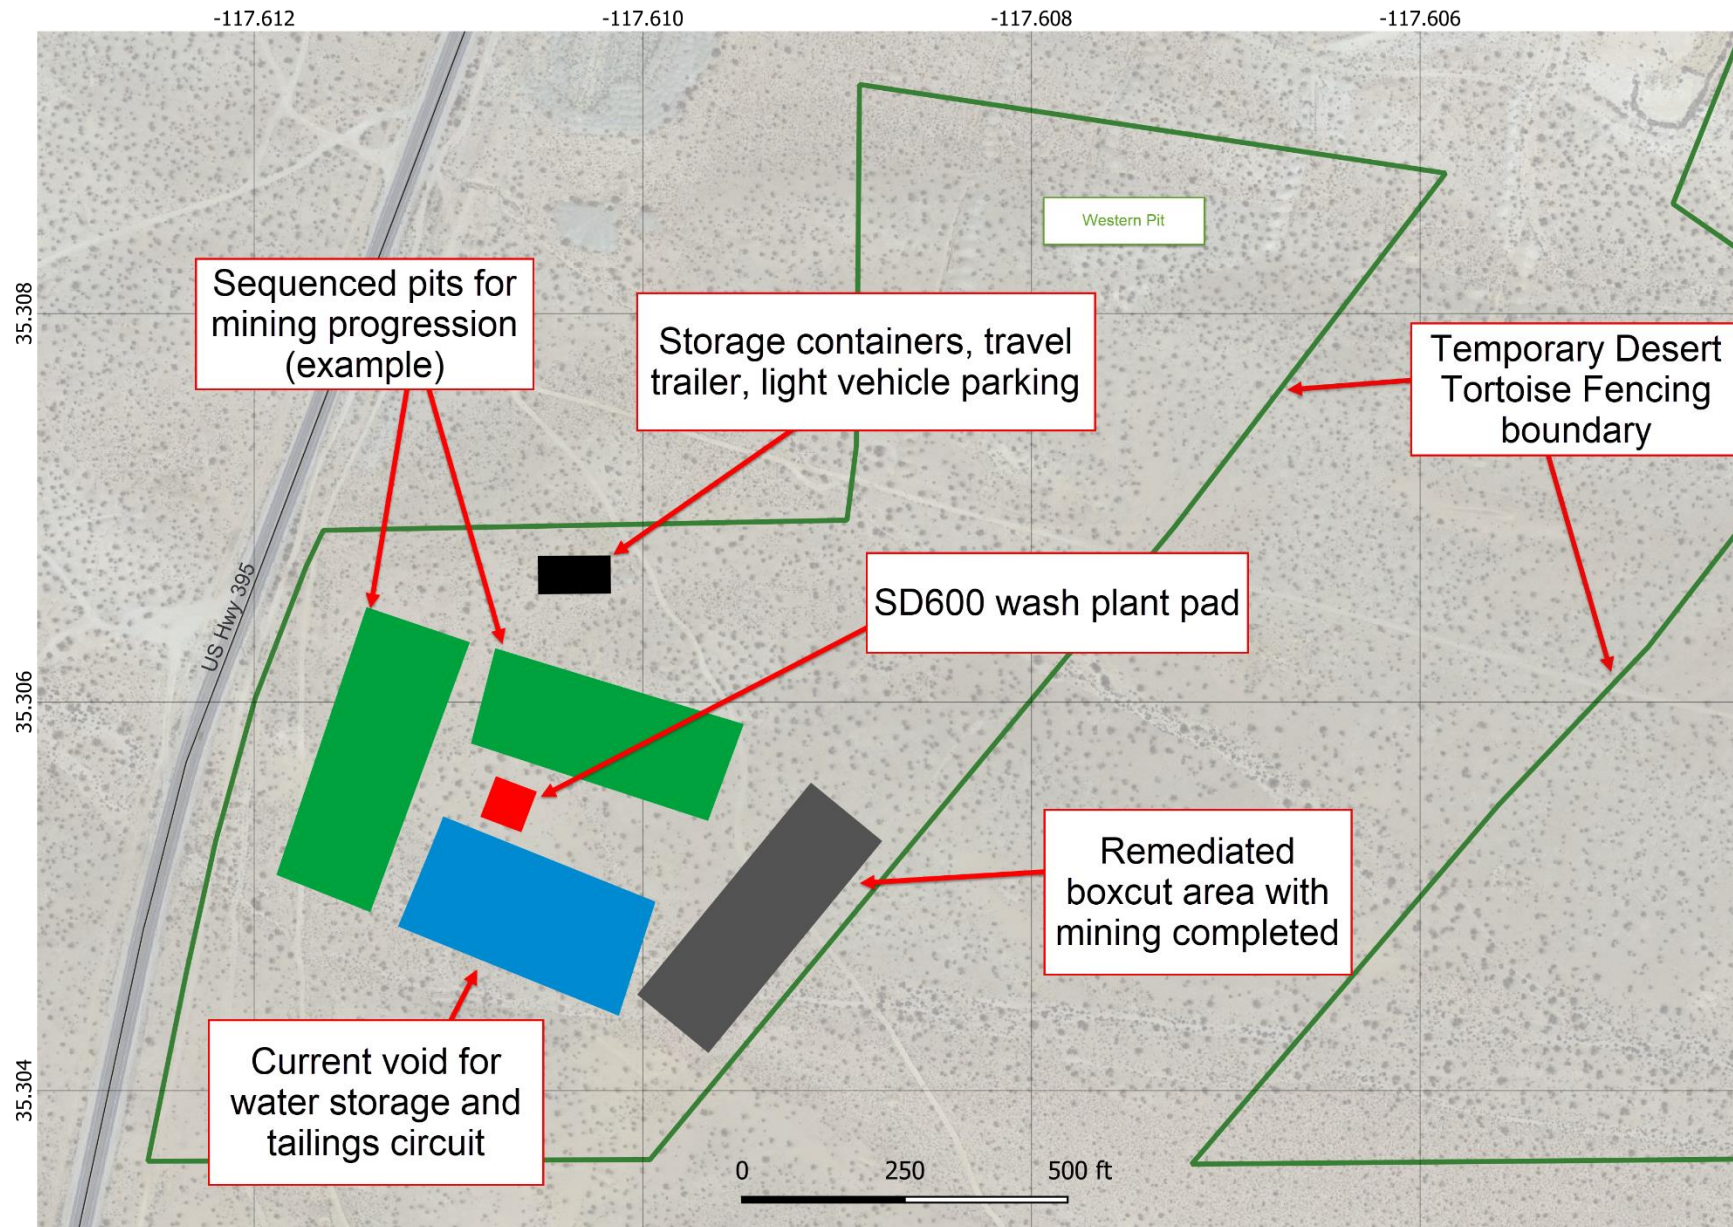 -117.612
-117.610
-117.608
-117.606
Western Pit
Sequenced pits for
mining progression
(example)
35.308
Storage containers, travel
trailer, light vehicle parking
Temporary Desert
Tortoise Fencing
boundary
US Hwy 395
SD600 wash plant pad
35.306
Remediated
boxcut area with
mining completed
Current void for
water storage and
tailings circuit
35.304
0
250
500 ft